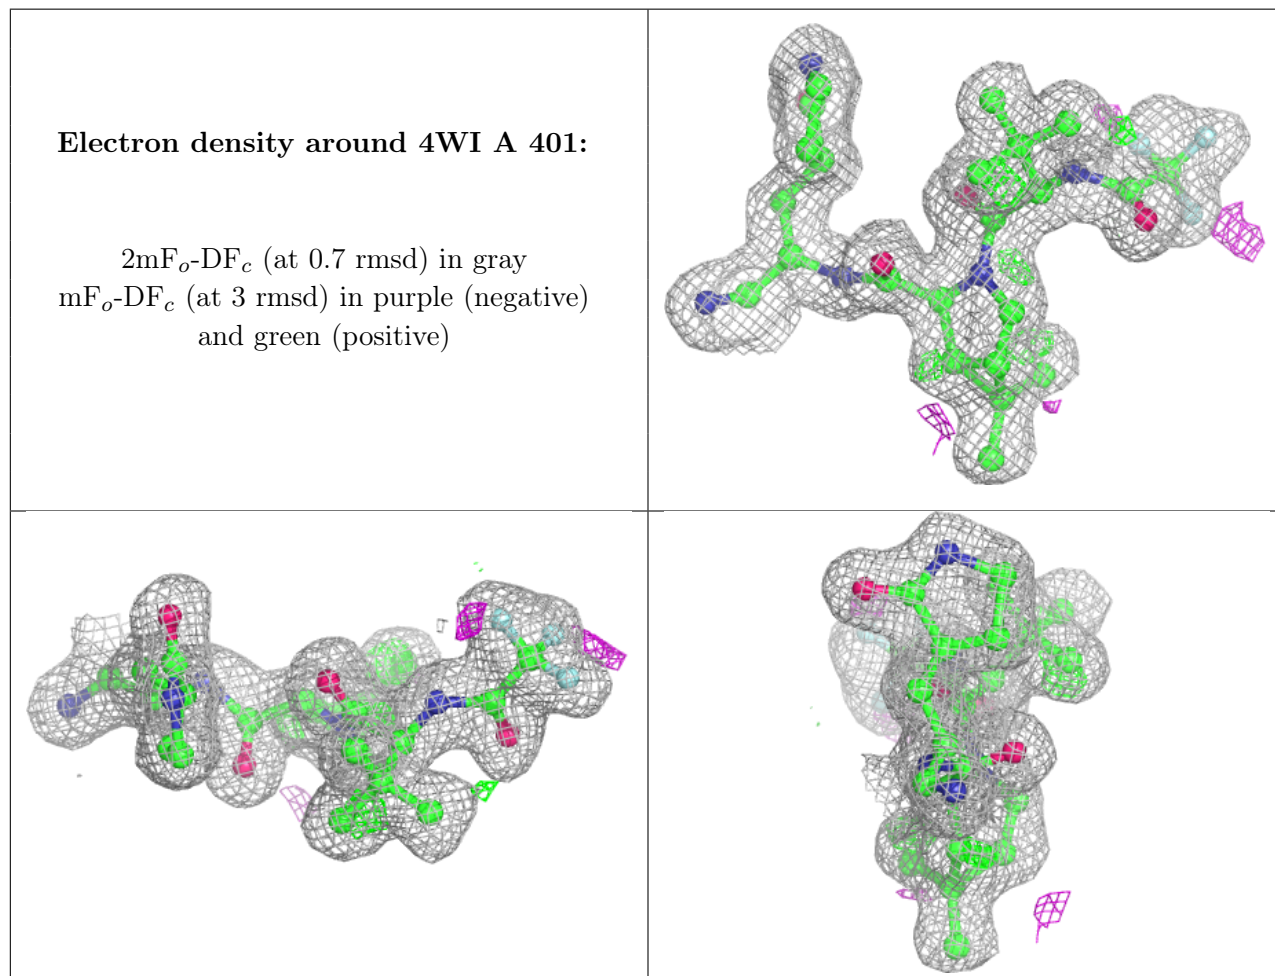 Electron density around 4WI A 401:
2mFo-DFc (at 0.7 rmsd) in gray
mFo-DFc (at 3 rmsd) in purple (negative)
and green (positive)